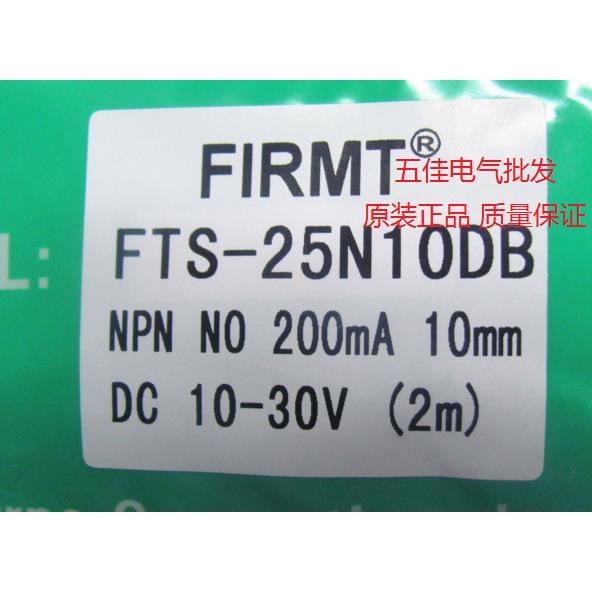 FIRMT®
五佳电气批发
原装正品 质量保证
L:
FTS-25N10DB
NPN NO 200mA 10mm
DC 10-30V (2m)